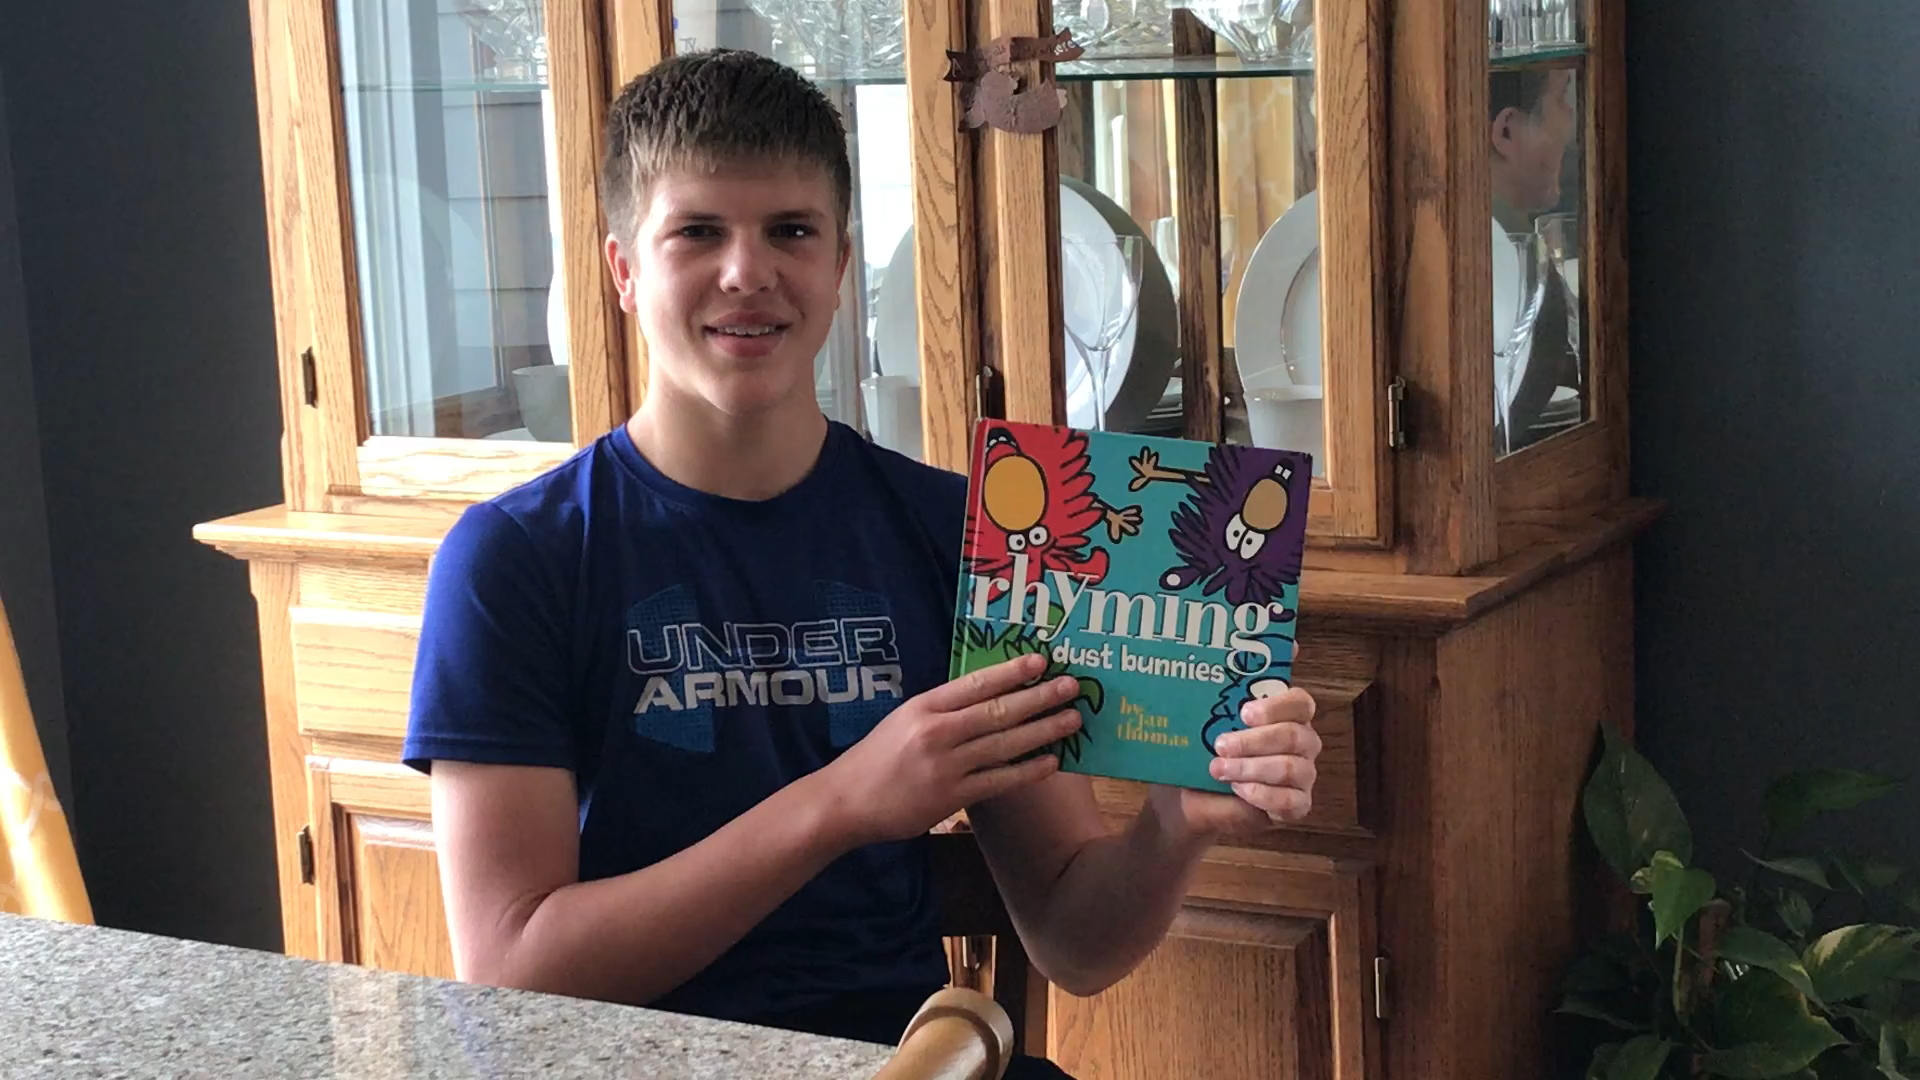 UNDER
ARMOUR
rhyming
dust bunnies
by
jan
thomas